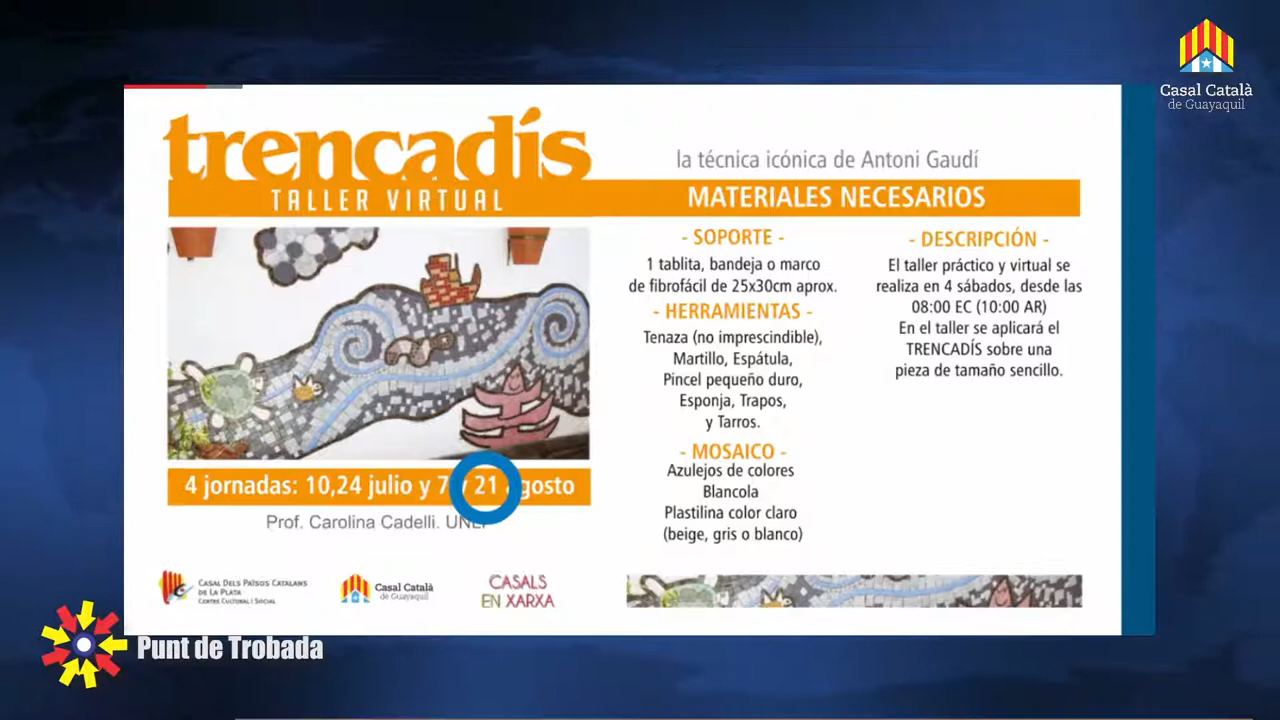 Casal Català
de Guayaquil
trencadís
TALLER VIRTUAL
la técnica icónica de Antoni Gaudí
MATERIALES NECESARIOS
- SOPORTE -
1 tablita, bandeja o marco
de fibrofácil de 25x30cm aprox.
- HERRAMIENTAS -
Tenaza (no imprescindible),
Martillo, Espátula,
Pincel pequeño duro,
Esponja, Trapos,
y Tarros.
- MOSAICO -
Azulejos de colores
Blancola
Plastilina color claro
(beige, gris o blanco)
- DESCRIPCIÓN -
El taller práctico y virtual se
realiza en 4 sábados, desde las
08:00 EC (10:00 AR)
En el taller se aplicará el
TRENCADÍS sobre una
pieza de tamaño sencillo.
4 jornadas: 10,24 julio y 7 y 21 agosto
Prof. Carolina Cadelli. UNLP
CASAL DELS PAÏSOS CATALANS
DE LA PLATA
CENTRE CULTURAL I SOCIAL
Casal Català
de Guayaquil
CASALS
EN XARXA
Punt de Trobada